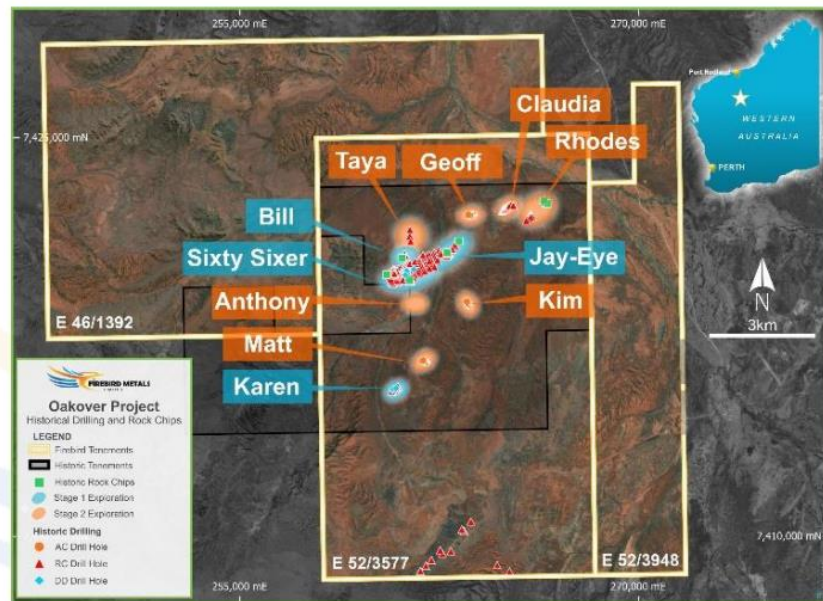 255,000 mE
270,000 mE
Port Hedland
WESTERN
AUSTRALIA
PERTH
7,425,000 mN
Claudia
Taya
Geoff
Rhodes
Bill
Sixty Sixer
Jay-Eye
Anthony
Kim
N
3km
E 46/1392
Matt
Karen
FIREBIRD METALS
Oakover Project
Historical Drilling and Rock Chips
LEGEND
Firebird Tenements
Historic Tenements
Historic Rock Chips
Stage 1 Exploration
Stage 2 Exploration
Historic Drilling
AC Drill Hole
RC Drill Hole
DD Drill Hole
7,410,000 mN
E 52/3577
E 52/3948
255,000 mE
270,000 mE